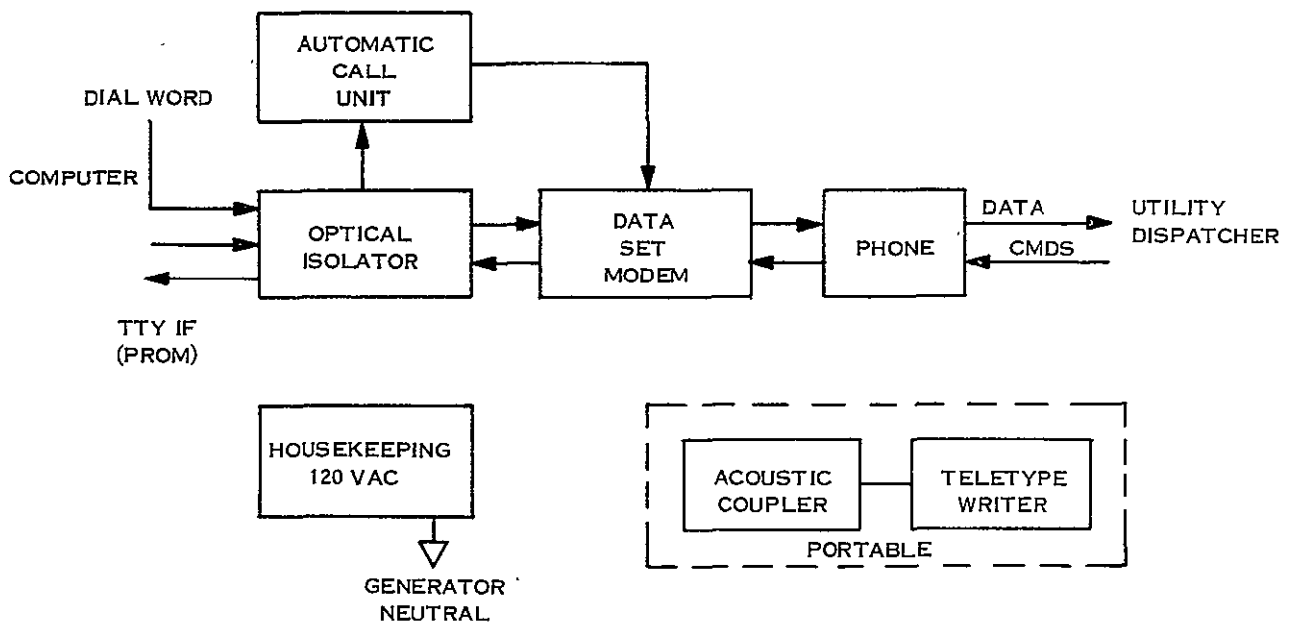 AUTOMATIC
CALL
UNIT
DIAL WORD
COMPUTER
OPTICAL
ISOLATOR
DATA
SET
MODEM
PHONE
DATA
CMDS
UTILITY
DISPATCHER
TTY IF
(PROM)
HOUSEKEEPING
120 VAC
GENERATOR
NEUTRAL
ACOUSTIC
COUPLER
TELETYPE
WRITER
PORTABLE